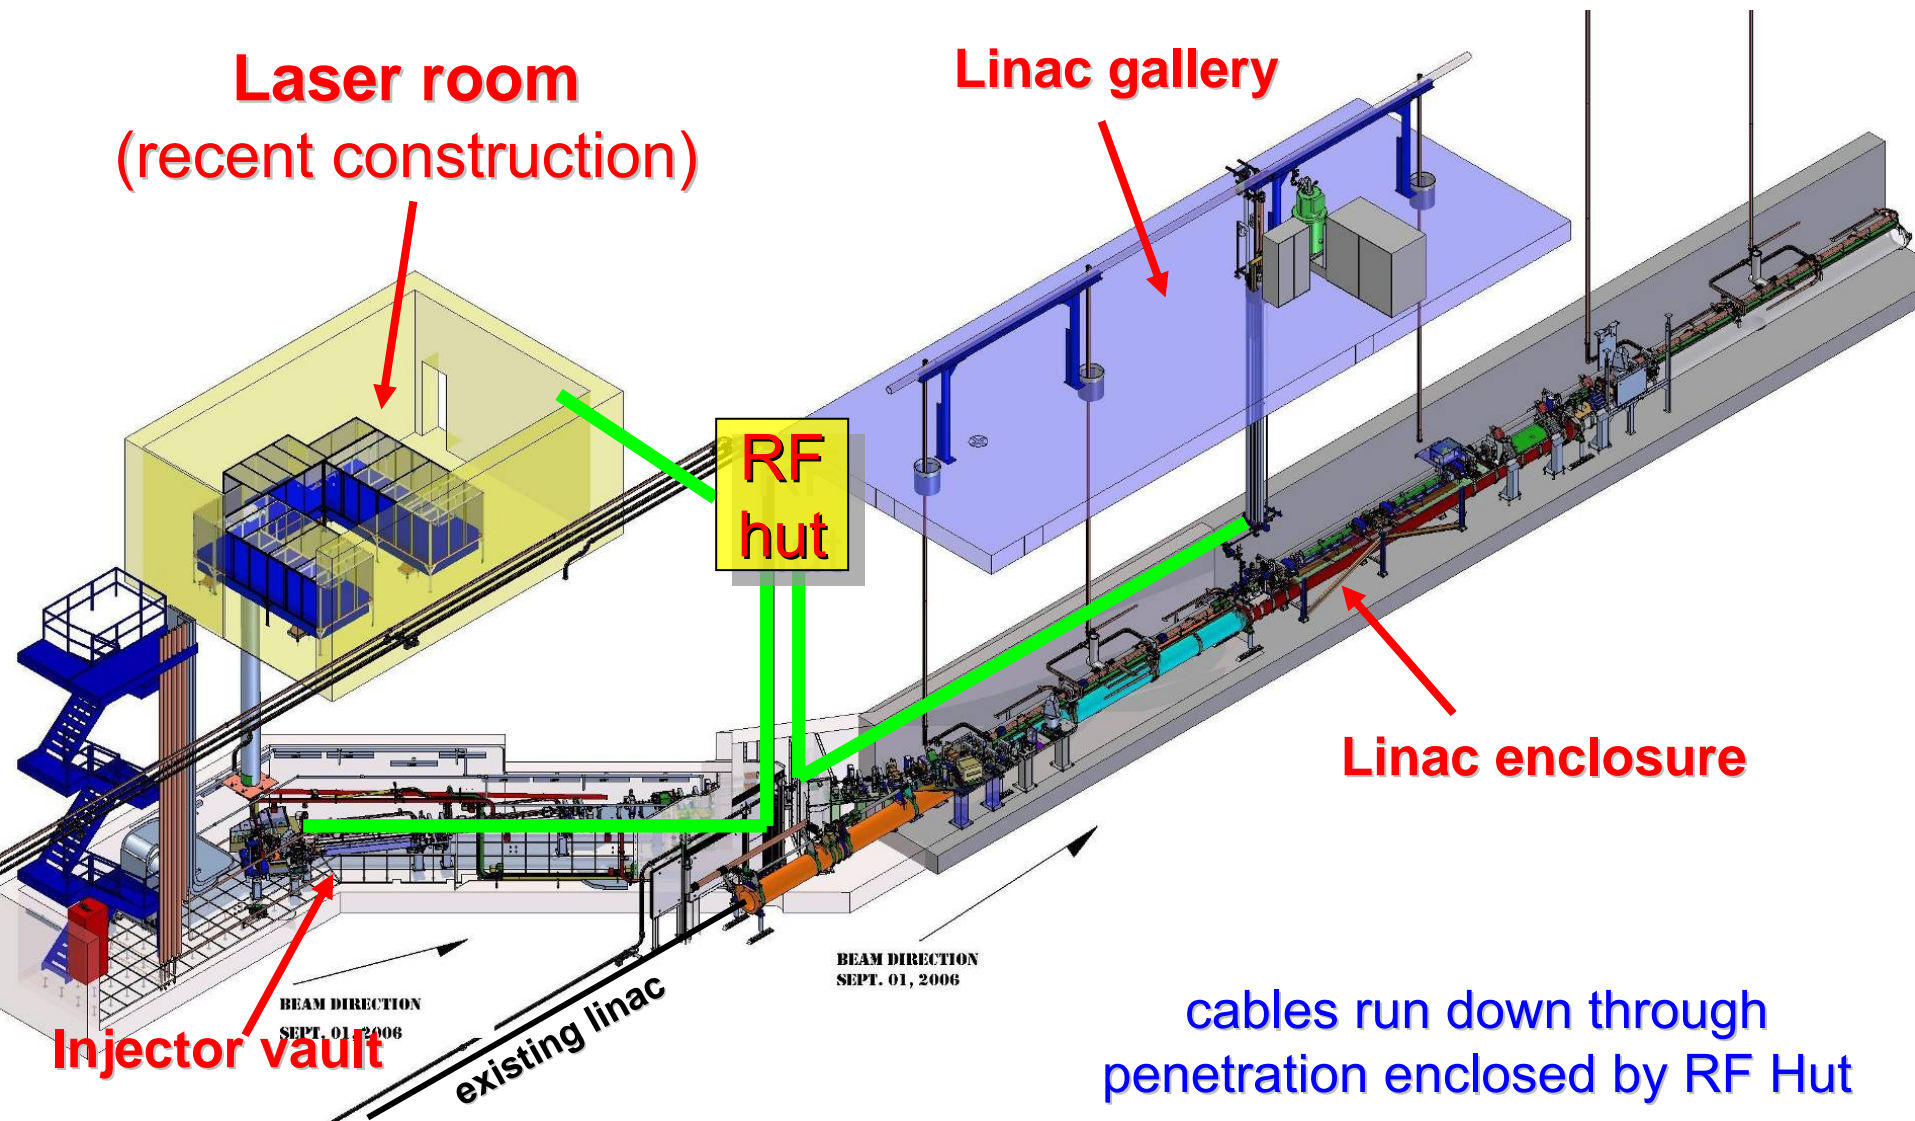 Laser room
(recent construction)
Linac gallery
RF
hut
Linac enclosure
BEAM DIRECTION
SEPT. 01, 2006
BEAM DIRECTION
SEPT. 01, 2006
Injector vault
existing linac
cables run down through
penetration enclosed by RF Hut